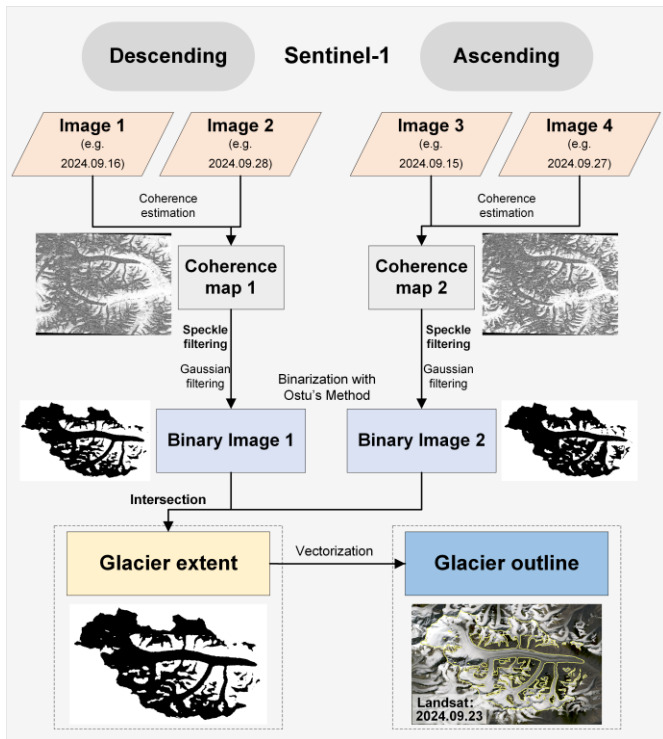 Descending Sentinel-1 Ascending
Image 1
(e.g.
2024.09.16)
Image 2
(e.g.
2024.09.28)
Image 3
(e.g.
2024.09.15)
Image 4
(e.g.
2024.09.27)
Coherence
estimation
Coherence
estimation
Coherence
map 1
Coherence
map 2
Speckle
filtering
Gaussian
filtering
Speckle
filtering
Gaussian
filtering
Binarization with
Ostu's Method
Binary Image 1
Binary Image 2
Intersection
Glacier extent
Vectorization
Glacier outline
Landsat:
2024.09.23